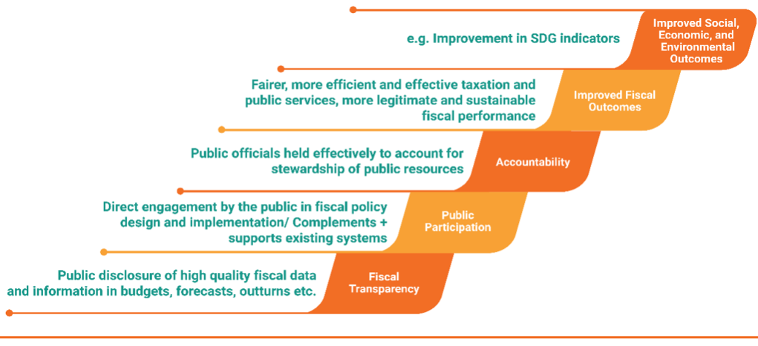 e.g. Improvement in SDG indicators
Improved Social,
Economic, and
Environmental
Outcomes
Fairer, more efficient and effective taxation and
public services, more legitimate and sustainable
fiscal performance
Improved Fiscal
Outcomes
Public officials held effectively to account for
stewardship of public resources
Accountability
Direct engagement by the public in fiscal policy
design and implementation/ Complements +
supports existing systems
Public
Participation
Public disclosure of high quality fiscal data
and information in budgets, forecasts, outturns etc.
Fiscal
Transparency